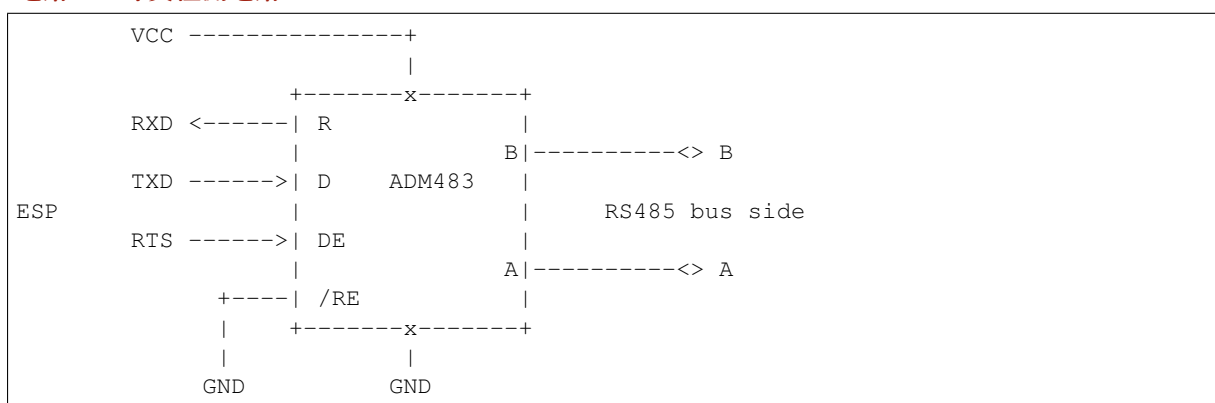 VCC ---------------+
|
+-------x-------+
RXD <------| R |
| B|----------<> B
TXD ------>| D ADM483 |
ESP | | RS485 bus side
RTS ------>| DE |
| A|----------<> A
+----| /RE |
| +-------x-------+
| |
GND GND